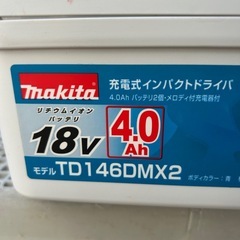 makita
充電式インパクトドライバ
4.0Ah バッテリ2個・メロディ付充電器付
リチウムイオン
バッテリ
18V
4.0
Ah
モデル TD146DMX2
ボディカラー：青